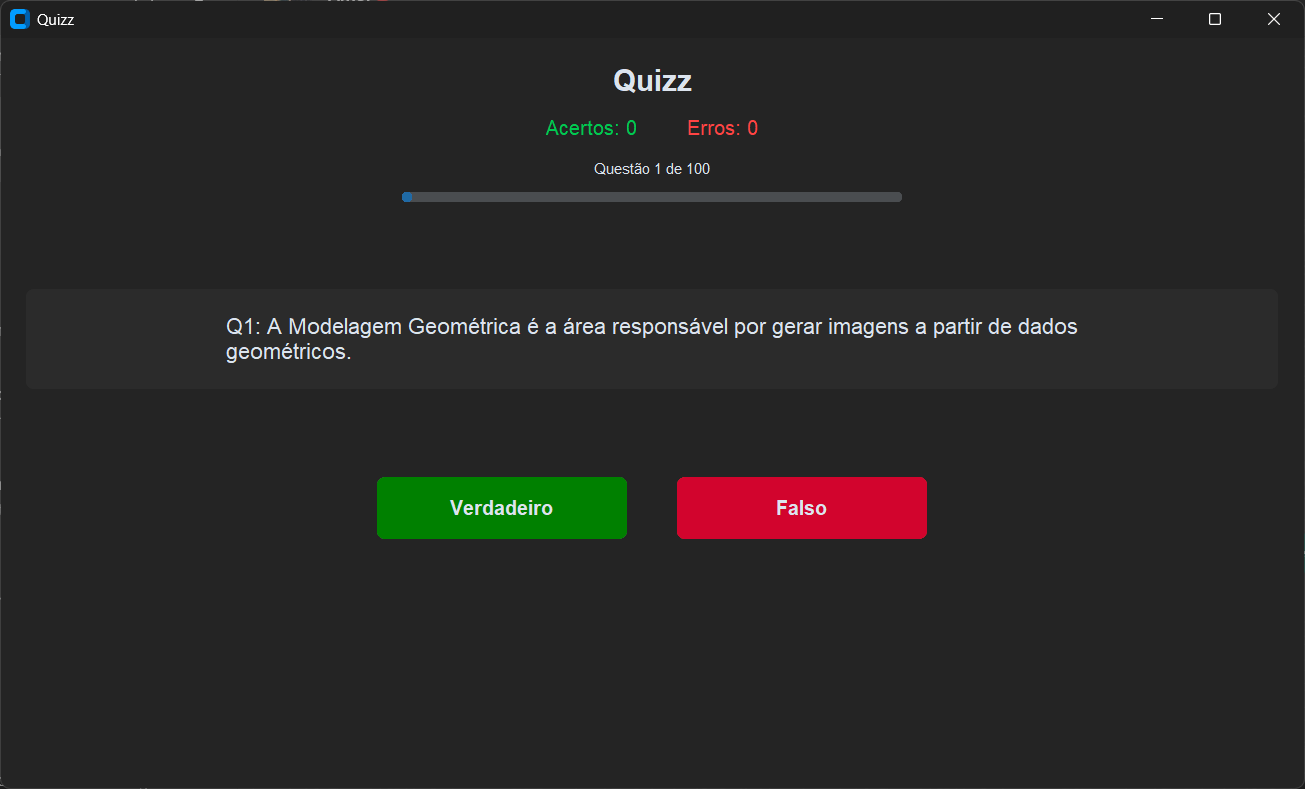 Quizz
Quizz
Acertos: 0 Erros: 0
Questão 1 de 100
Q1: A Modelagem Geométrica é a área responsável por gerar imagens a partir de dados
geométricos.
Verdadeiro Falso